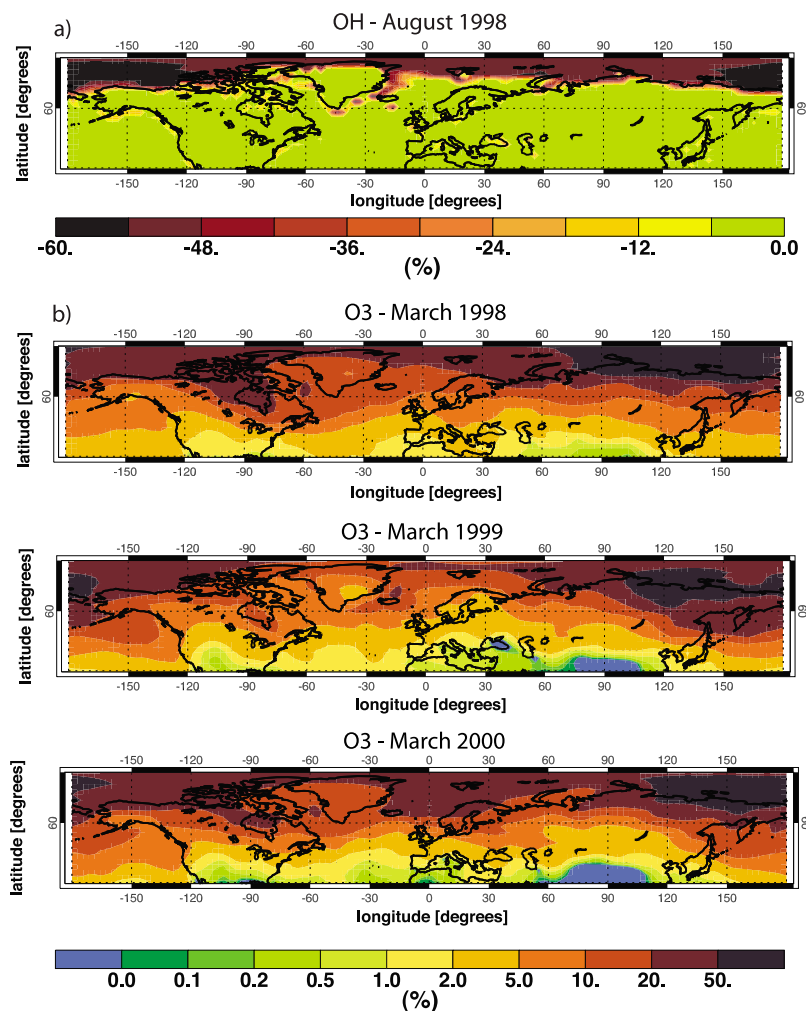 a)
OH - August 1998
-150 -120 -90 -60 -30 0 30 60 90 120 150
latitude [degrees]
60
60
-150 -120 -90 -60 -30 0 30 60 90 120 150
longitude [degrees]
-60. -48. -36. -24. -12. 0.0
(%)
b)
O3 - March 1998
-150 -120 -90 -60 -30 0 30 60 90 120 150
latitude [degrees]
60
60
-150 -120 -90 -60 -30 0 30 60 90 120 150
longitude [degrees]
O3 - March 1999
-150 -120 -90 -60 -30 0 30 60 90 120 150
latitude [degrees]
60
60
-150 -120 -90 -60 -30 0 30 60 90 120 150
longitude [degrees]
O3 - March 2000
-150 -120 -90 -60 -30 0 30 60 90 120 150
latitude [degrees]
60
60
-150 -120 -90 -60 -30 0 30 60 90 120 150
longitude [degrees]
0.0 0.1 0.2 0.5 1.0 2.0 5.0 10. 20. 50.
(%)